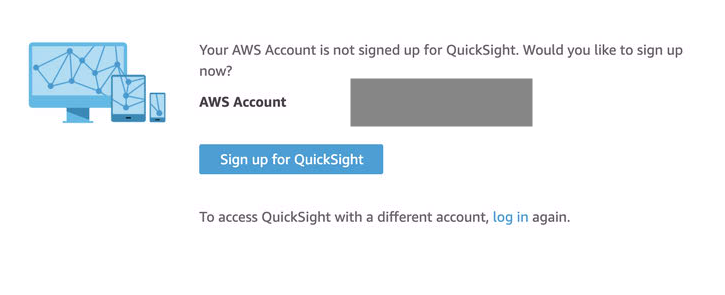 Your AWS Account is not signed up for QuickSight. Would you like to sign up
now?
AWS Account
Sign up for QuickSight
To access QuickSight with a different account, log in again.